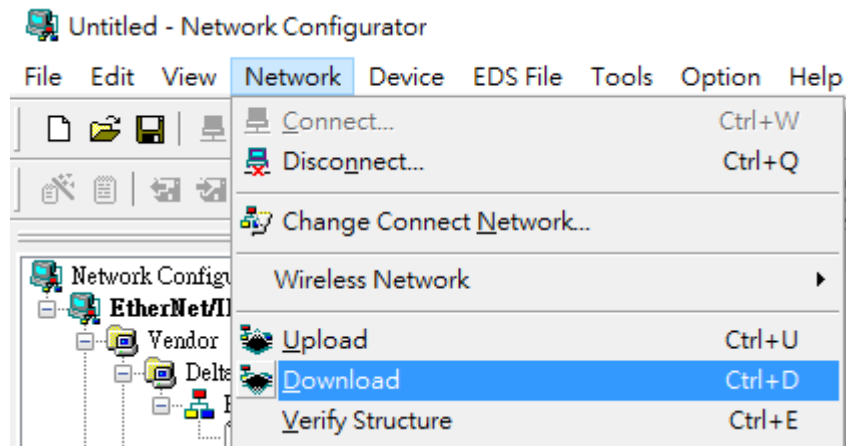 Untitled - Network Configurator
File Edit View Network Device EDS File Tools Option Help
Connect... Ctrl+W
Disconnect... Ctrl+Q
Change Connect Network...
Wireless Network
Network
EtherNet/I
Vendor
Upload Ctrl+U
Delta
Download Ctrl+D
Verify Structure Ctrl+E